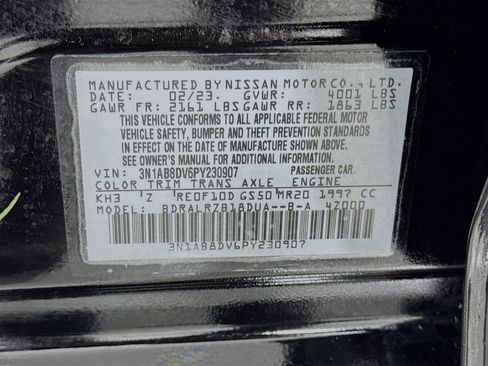 MANUFACTURED BY NISSAN MOTOR CO., LTD.
DATE: 02/23. GVWR: 4001 LBS
GAWR FR: 2161 LBS GAWR RR: 1863 LBS
THIS VEHICLE CONFORMS TO ALL APPLICABLE FEDERAL MOTOR
VEHICLE SAFETY, BUMPER AND THEFT PREVENTION STANDARDS
IN EFFECT ON THE DATE OF MANUFACTURE SHOWN ABOVE.
SEE OWNER'S MANUAL FOR ADDITIONAL INFORMATION.
VIN: 3N1AB8DV6PY230907 PASSENGER CAR.
COLOR TRIM TRANS AXLE ENGINE
KH3 Z RE0F10D GS50 MR20 1997 CC
MODEL: BDRALRZ818DUA--B-A 47000
3N1AB8DV6PY230907